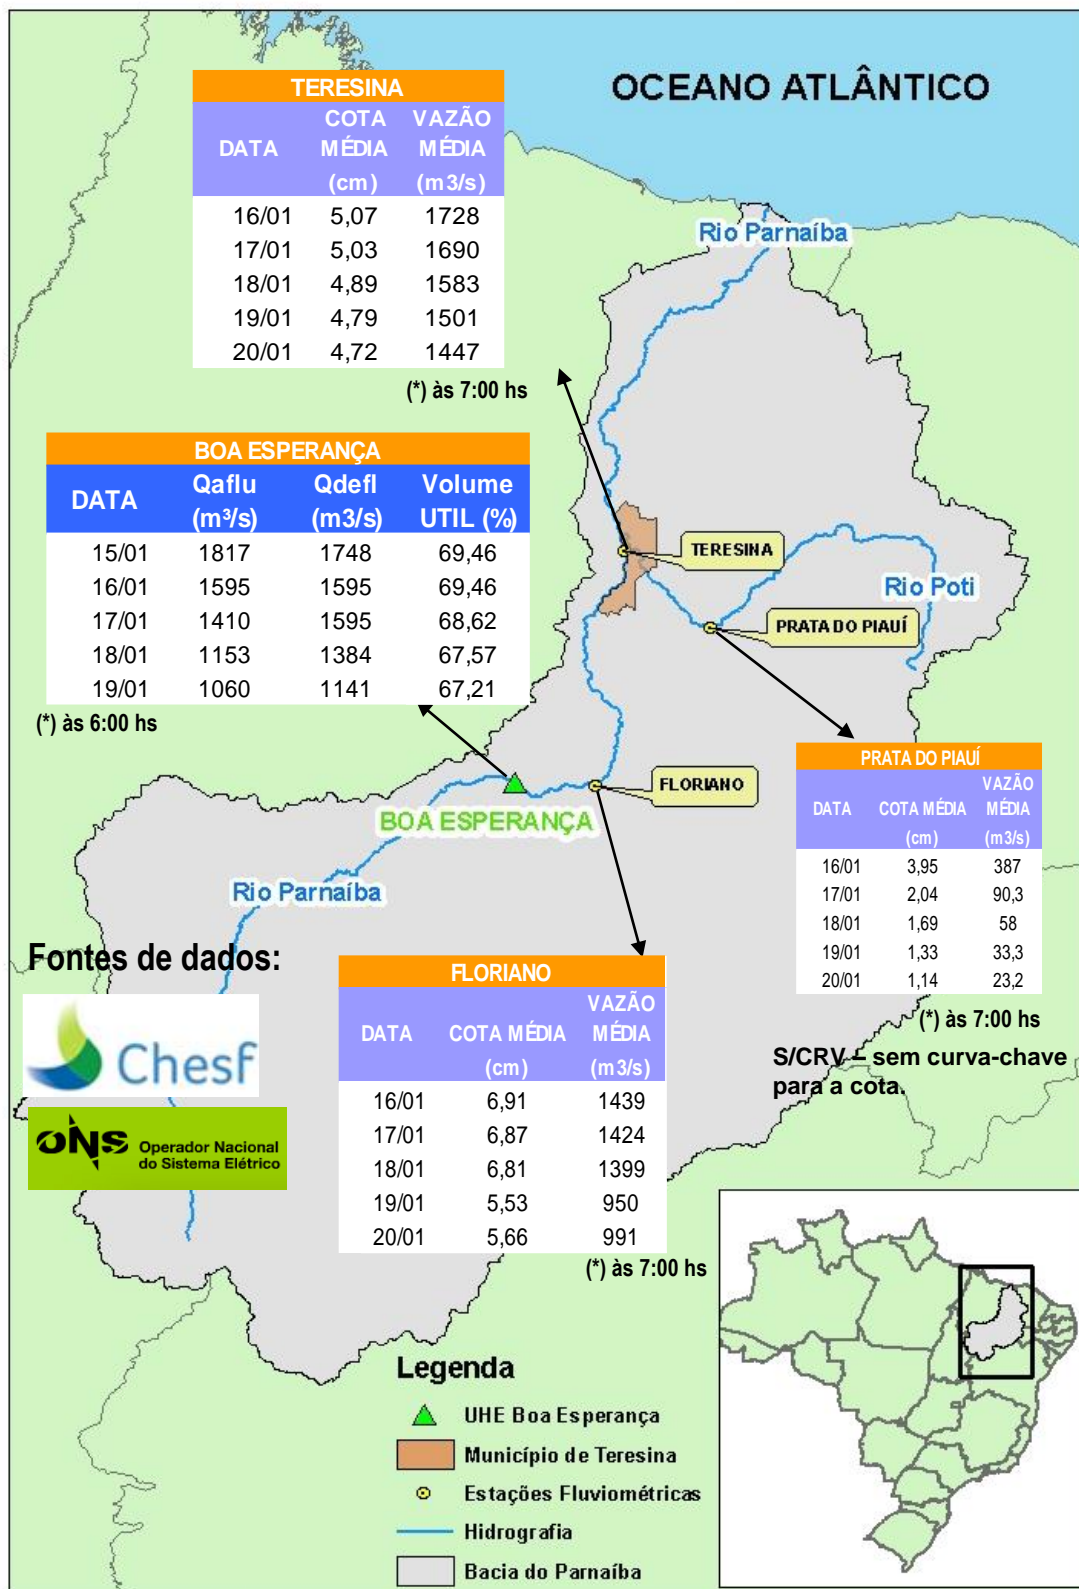 OCEANO ATLÂNTICO
TERESINA
DATA COTA MÉDIA (cm) VAZÃO MÉDIA (m3/s)
16/01 5,07 1728
17/01 5,03 1690
18/01 4,89 1583
19/01 4,79 1501
20/01 4,72 1447
(*) às 7:00 hs
Rio Parnaíba
BOA ESPERANÇA
DATA Qaflu (m³/s) Qdefl (m3/s) Volume UTIL (%)
15/01 1817 1748 69,46
16/01 1595 1595 69,46
17/01 1410 1595 68,62
18/01 1153 1384 67,57
19/01 1060 1141 67,21
(*) às 6:00 hs
TERESINA
Rio Poti
PRATA DO PIAUÍ
FLORIANO
BOA ESPERANÇA
Rio Parnaíba
PRATA DO PIAUÍ
DATA COTA MÉDIA (cm) VAZÃO MÉDIA (m3/s)
16/01 3,95 387
17/01 2,04 90,3
18/01 1,69 58
19/01 1,33 33,3
20/01 1,14 23,2
(*) às 7:00 hs
S/CRV – sem curva-chave
para a cota.
Fontes de dados:
Chesf
ONS Operador Nacional
do Sistema Elétrico
FLORIANO
DATA COTA MÉDIA (cm) VAZÃO MÉDIA (m3/s)
16/01 6,91 1439
17/01 6,87 1424
18/01 6,81 1399
19/01 5,53 950
20/01 5,66 991
(*) às 7:00 hs
Legenda
UHE Boa Esperança
Município de Teresina
Estações Fluviométricas
Hidrografia
Bacia do Parnaíba